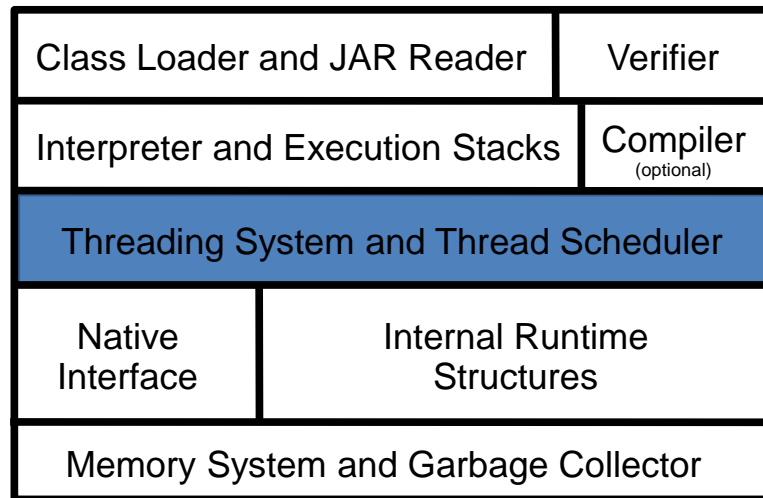 Class Loader and JAR Reader
Verifier
Interpreter and Execution Stacks
Compiler
(optional)
Threading System and Thread Scheduler
Native
Interface
Internal Runtime
Structures
Memory System and Garbage Collector